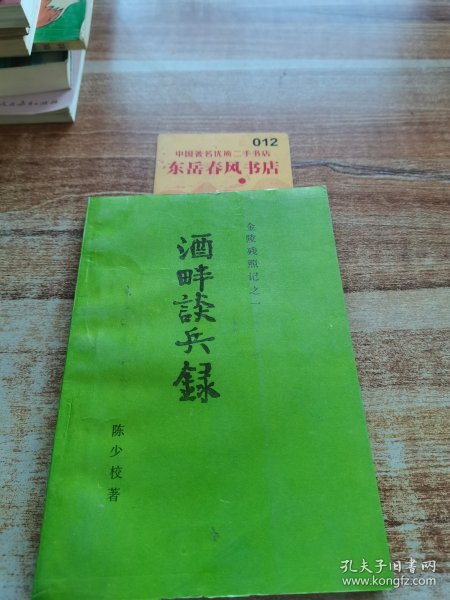 012
中国著名优质二手书店
东岳春风书店
金陵残照记之一
酒畔談兵録
陈少校著
孔夫子旧书网
www.kongfz.com